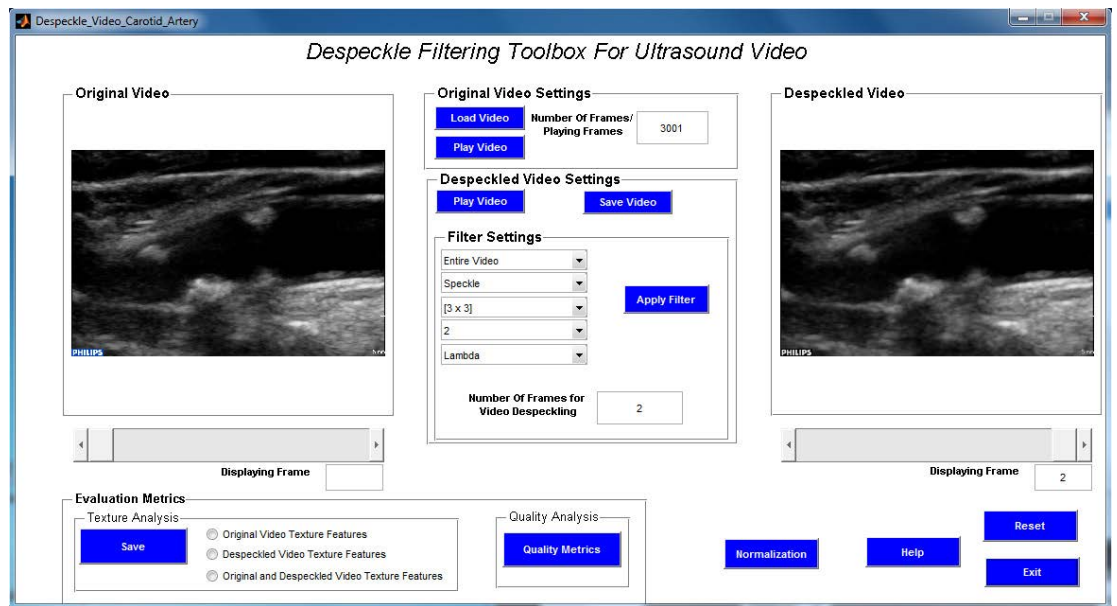 Despeckle_Video_Carotid_Artery
Despeckle Filtering Toolbox For Ultrasound Video
Original Video
PHILIPS
Displaying Frame
Original Video Settings
Load Video
Number Of Frames/
Playing Frames
3001
Play Video
Despeckled Video Settings
Play Video
Save Video
Filter Settings
Entire Video
Speckle
[3 x 3]
2
Lambda
Apply Filter
Number Of Frames for
Video Despeckling
2
Despeckled Video
PHILIPS
Displaying Frame
2
Evaluation Metrics
Texture Analysis
Save
Original Video Texture Features
Despeckled Video Texture Features
Original and Despeckled Video Texture Features
Quality Analysis
Quality Metrics
Normalization
Help
Reset
Exit